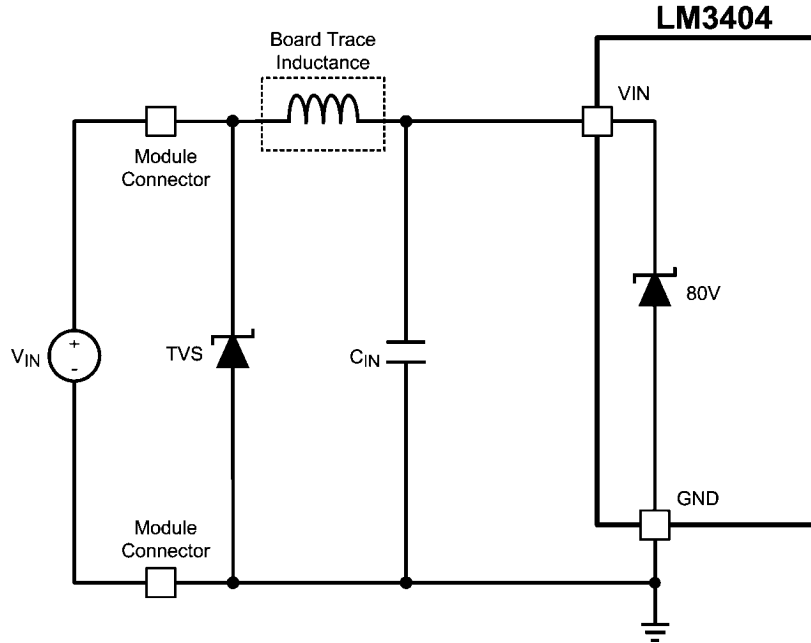 LM3404
Board Trace
Inductance
VIN
Module
Connector
80V
+
-
VIN
TVS
CIN
GND
Module
Connector